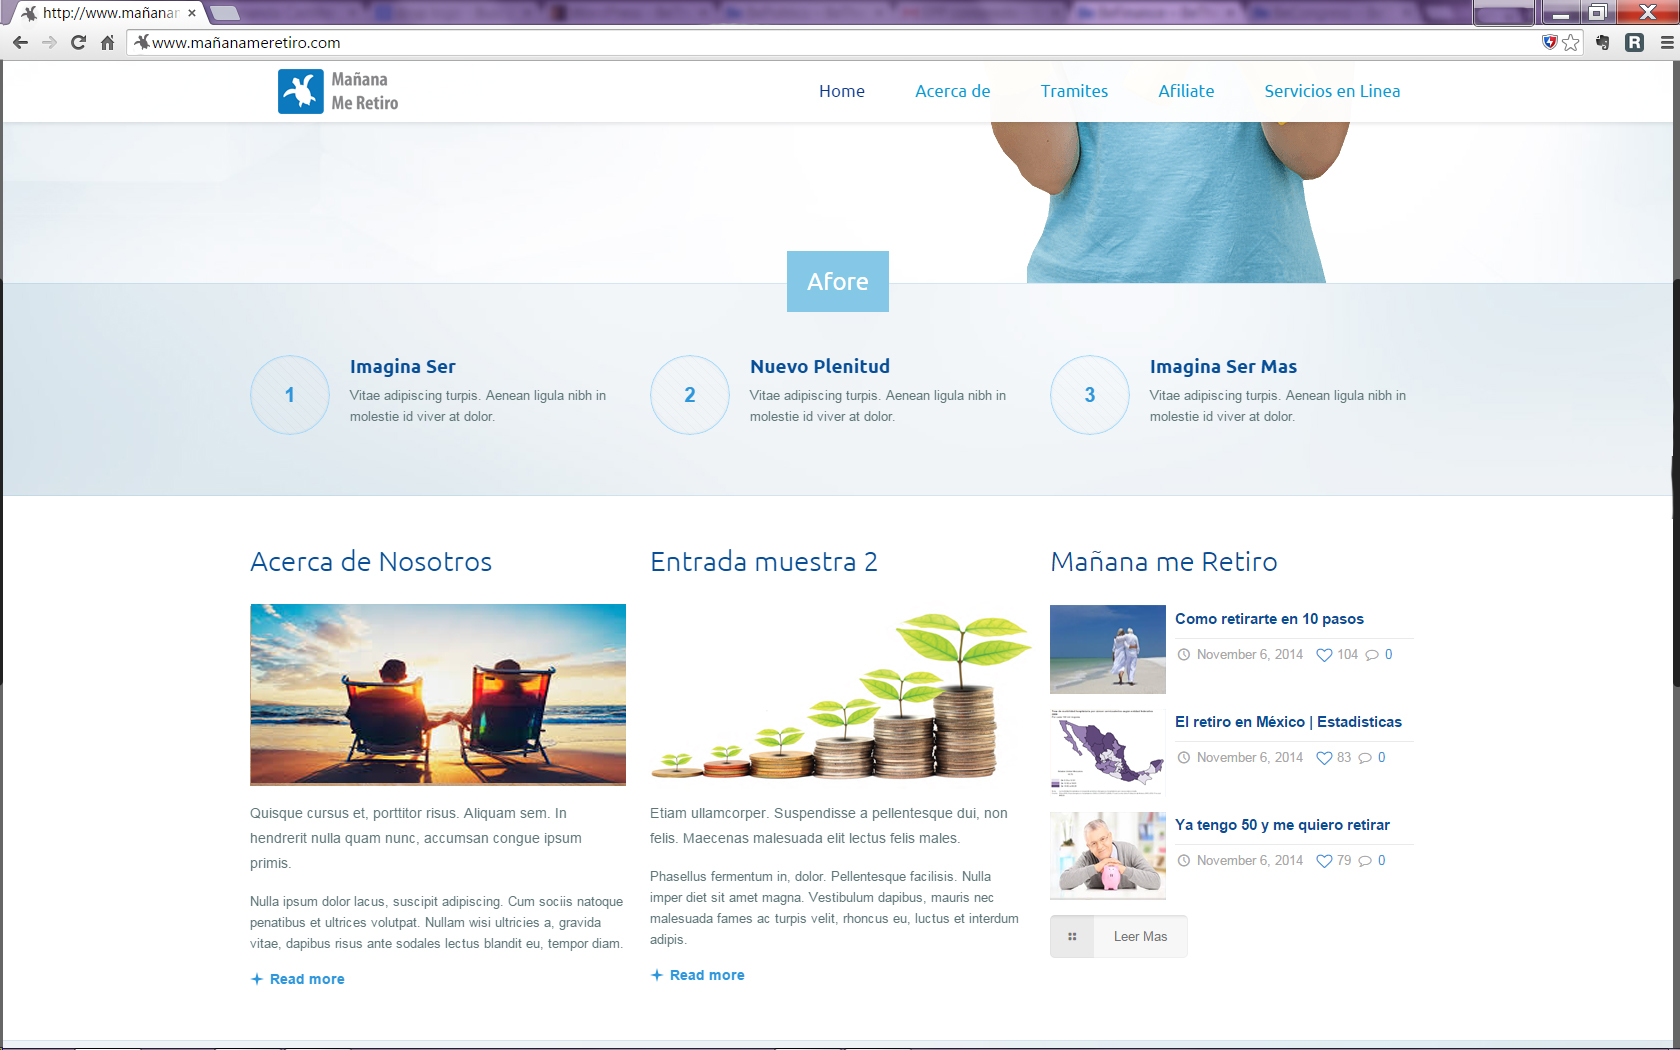 http://www.mañanar
www.mañanameretiro.com
Mañana
Me Retiro
Home Acerca de Tramites Afiliate Servicios en Linea
Afore
1
Imagina Ser
Vitae adipiscing turpis. Aenean ligula nibh in
molestie id viver at dolor.
2
Nuevo Plenitud
Vitae adipiscing turpis. Aenean ligula nibh in
molestie id viver at dolor.
3
Imagina Ser Mas
Vitae adipiscing turpis. Aenean ligula nibh in
molestie id viver at dolor.
Acerca de Nosotros
Quisque cursus et, porttitor risus. Aliquam sem. In
hendrerit nulla quam nunc, accumsan congue ipsum
primis.
Nulla ipsum dolor lacus, suscipit adipiscing. Cum sociis natoque
penatibus et ultrices volutpat. Nullam wisi ultricies a, gravida
vitae, dapibus risus ante sodales lectus blandit eu, tempor diam.
Read more
Entrada muestra 2
Etiam ullamcorper. Suspendisse a pellentesque dui, non
felis. Maecenas malesuada elit lectus felis males.
Phasellus fermentum in, dolor. Pellentesque facilisis. Nulla
imper diet sit amet magna. Vestibulum dapibus, mauris nec
malesuada fames ac turpis velit, rhoncus eu, luctus et interdum
adipis.
Read more
Mañana me Retiro
Como retirarte en 10 pasos
November 6, 2014 104 0
El retiro en México | Estadisticas
November 6, 2014 83 0
Ya tengo 50 y me quiero retirar
November 6, 2014 79 0
Leer Mas